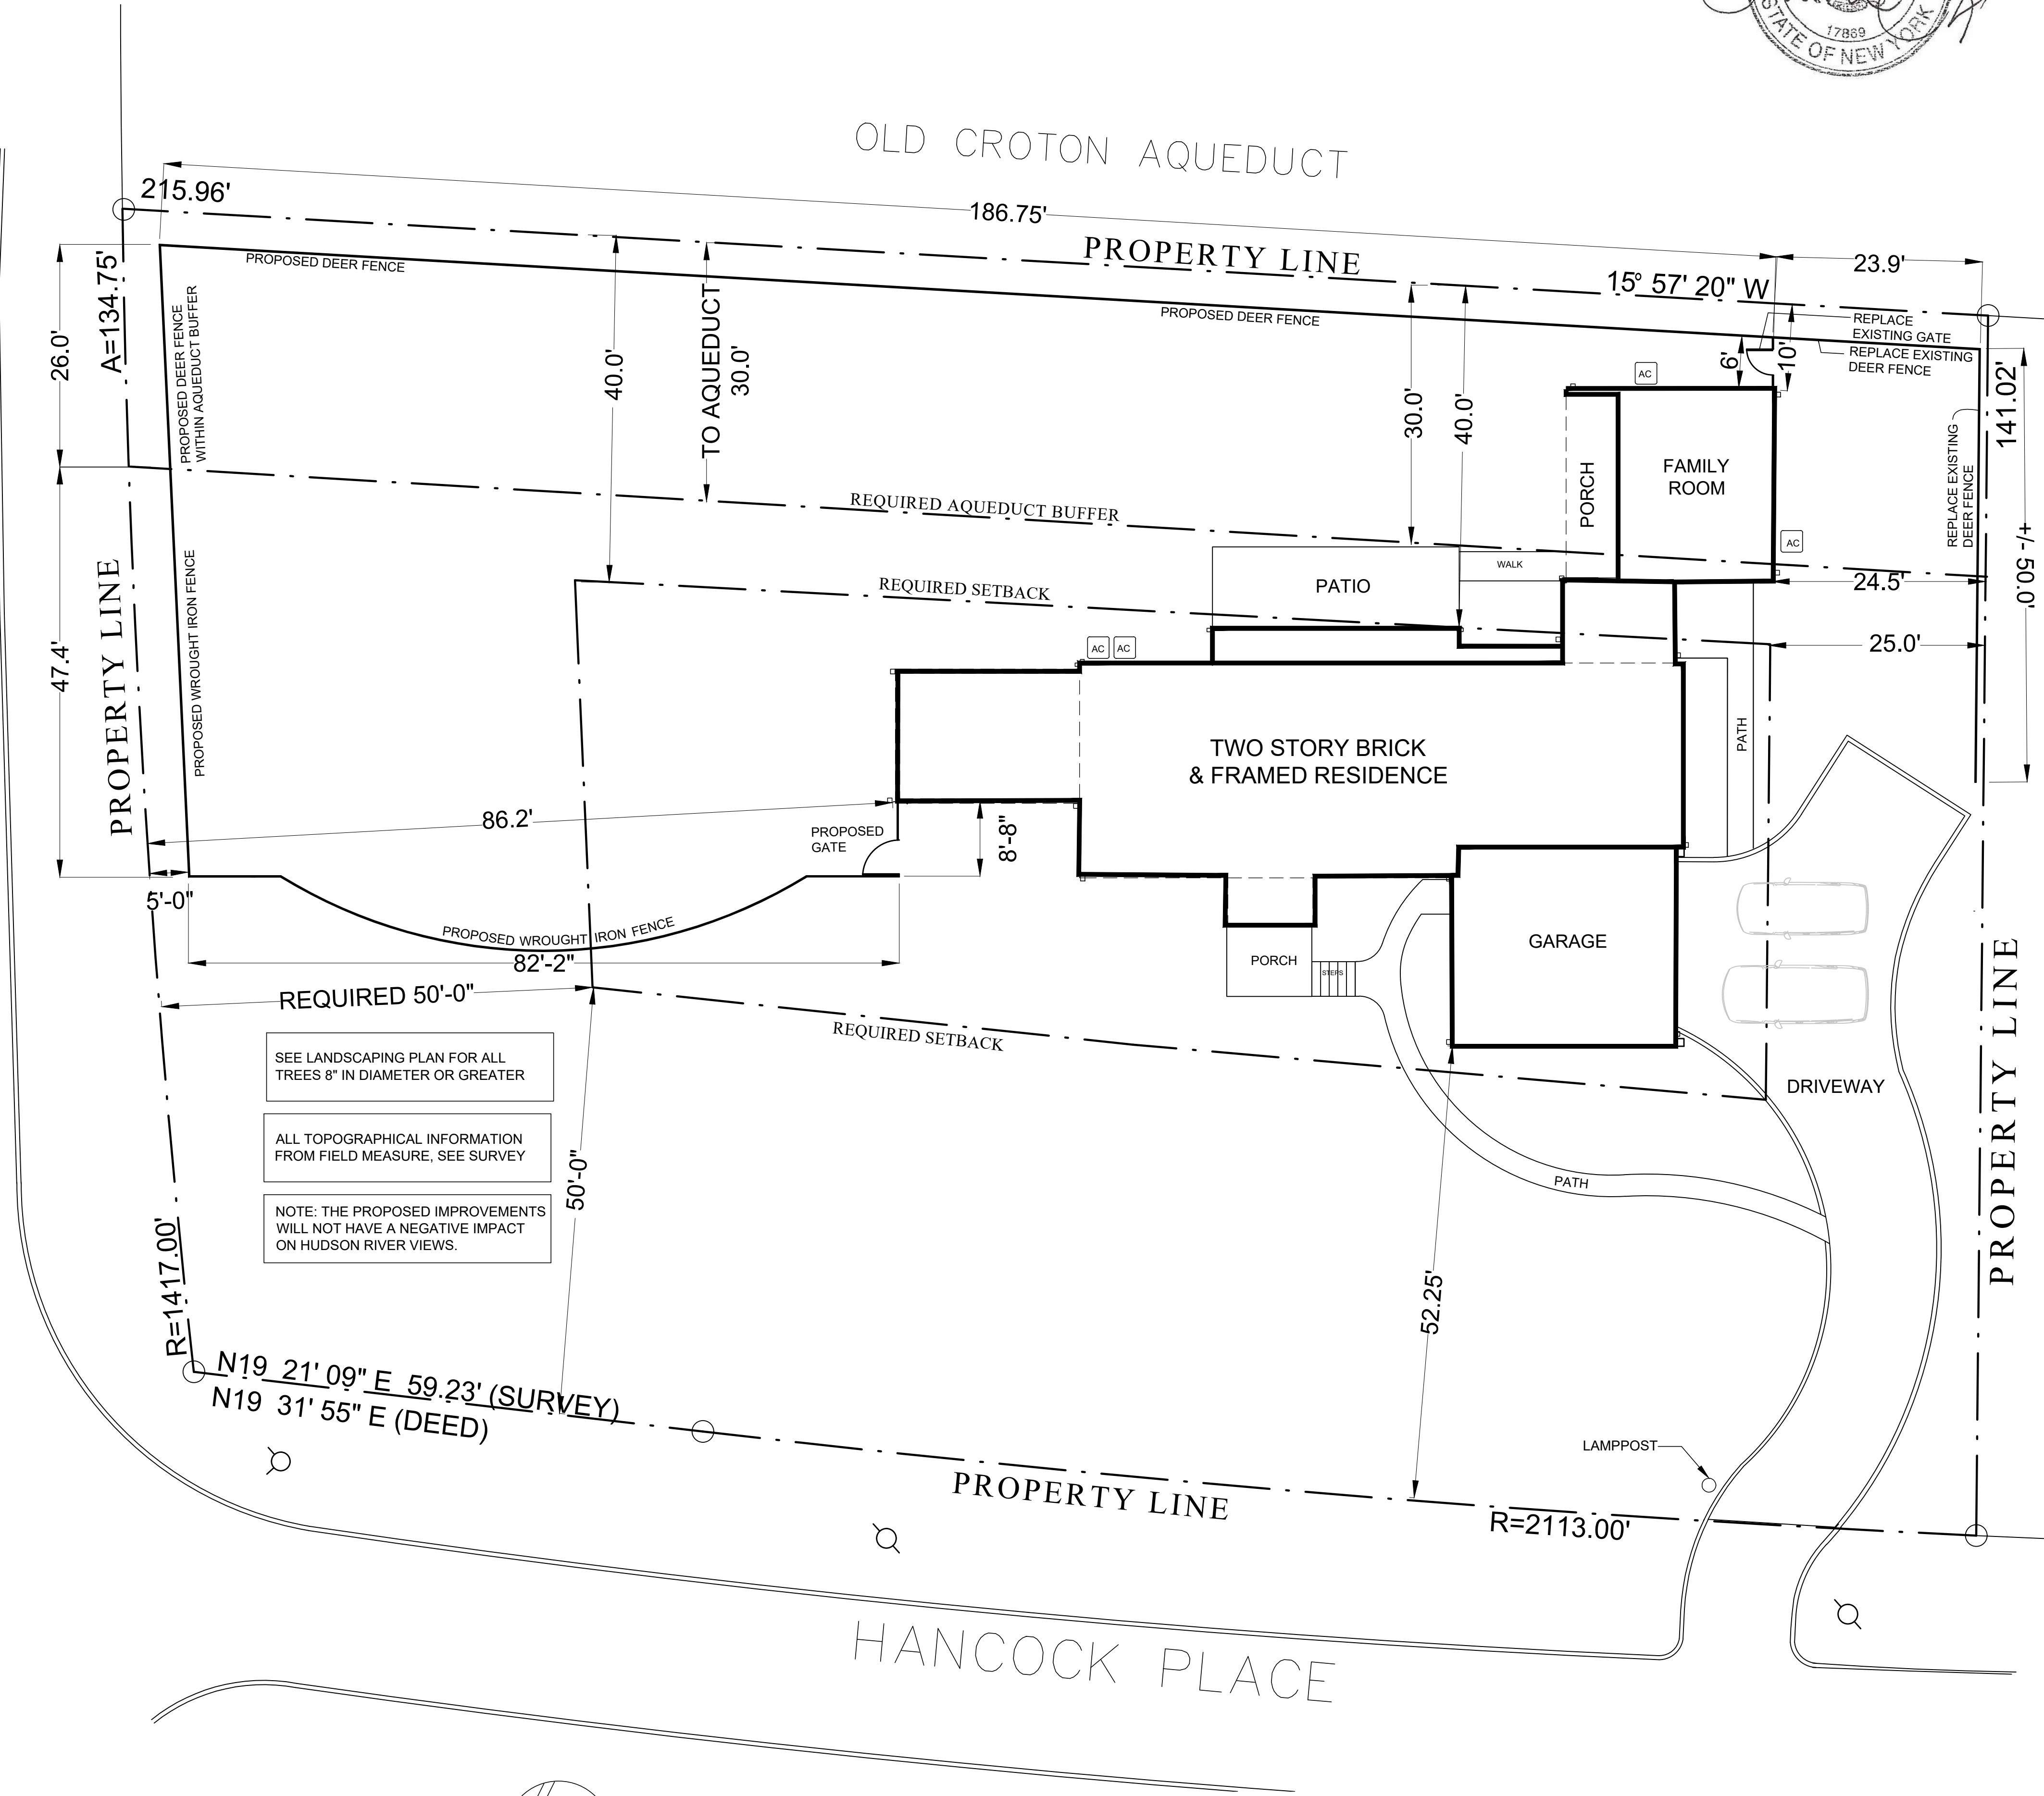 17869
STATE OF NEW YORK
OLD CROTON AQUEDUCT
215.96'
186.75'
PROPERTY LINE
23.9'
15° 57' 20" W
REPLACE
EXISTING GATE
REPLACE EXISTING
DEER FENCE
PROPOSED DEER FENCE
PROPOSED DEER FENCE
26.0'
A=134.75'
PROPOSED DEER FENCE
WITHIN AQUEDUCT BUFFER
40.0'
TO AQUEDUCT
30.0'
30.0'
40.0'
6'
10'
AC
141.02'
PORCH
FAMILY
ROOM
REPLACE EXISTING
DEER FENCE
+/- 50.0'
REQUIRED AQUEDUCT BUFFER
AC
WALK
PATIO
24.5'
REQUIRED SETBACK
25.0'
AC
AC
47.4'
PROPERTY LINE
PROPOSED WROUGHT IRON FENCE
PATH
TWO STORY BRICK
& FRAMED RESIDENCE
86.2'
PROPOSED
GATE
8'-8"
5'-0"
PROPOSED WROUGHT IRON FENCE
82'-2"
GARAGE
PORCH
STEPS
REQUIRED 50'-0"
REQUIRED SETBACK
DRIVEWAY
PROPERTY LINE
SEE LANDSCAPING PLAN FOR ALL
TREES 8" IN DIAMETER OR GREATER
ALL TOPOGRAPHICAL INFORMATION
FROM FIELD MEASURE, SEE SURVEY
NOTE: THE PROPOSED IMPROVEMENTS
WILL NOT HAVE A NEGATIVE IMPACT
ON HUDSON RIVER VIEWS.
50'-0"
PATH
52.25'
R=1417.00'
N19 21' 09" E 59.23' (SURVEY)
N19 31' 55" E (DEED)
LAMPPOST
PROPERTY LINE
R=2113.00'
HANCOCK PLACE